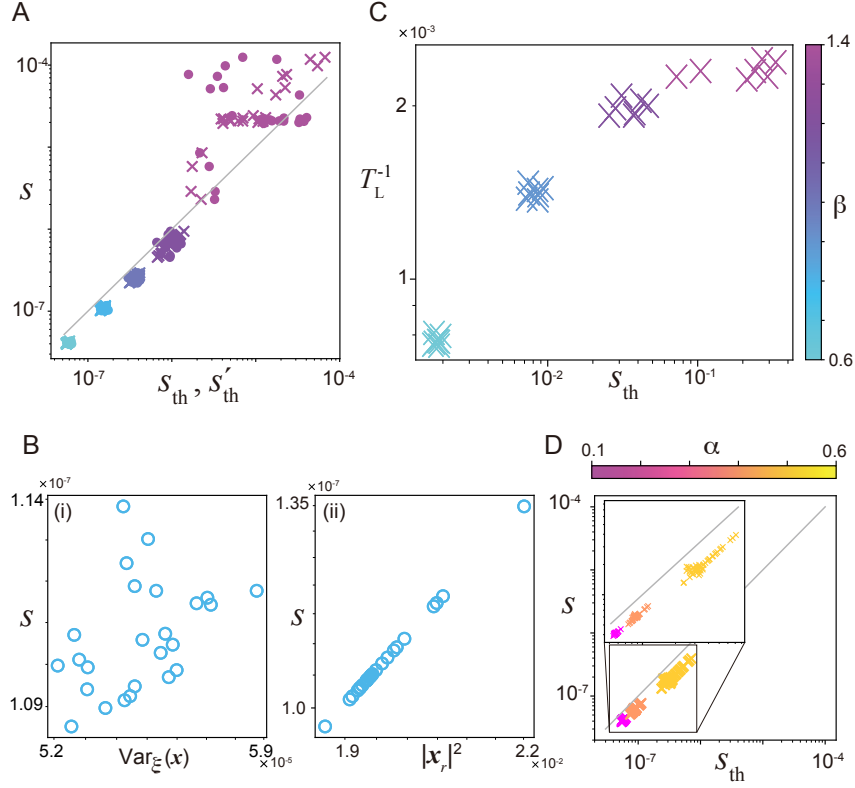 A
10^-4
s
10^-7
10^-7
10^-4
s_th , s′_th
C
×10^-3
2
T_L^-1
1
10^-2
10^-1
s_th
1.4
β
0.6
B
×10^-7
1.14
(i)
s
1.09
5.2
5.9
×10^-5
Var_ξ(x)
×10^-7
1.35
(ii)
s
1.0
1.9
2.2
×10^-2
|x_r|^2
D
0.1
α
0.6
10^-4
s
10^-7
10^-7
10^-4
s_th